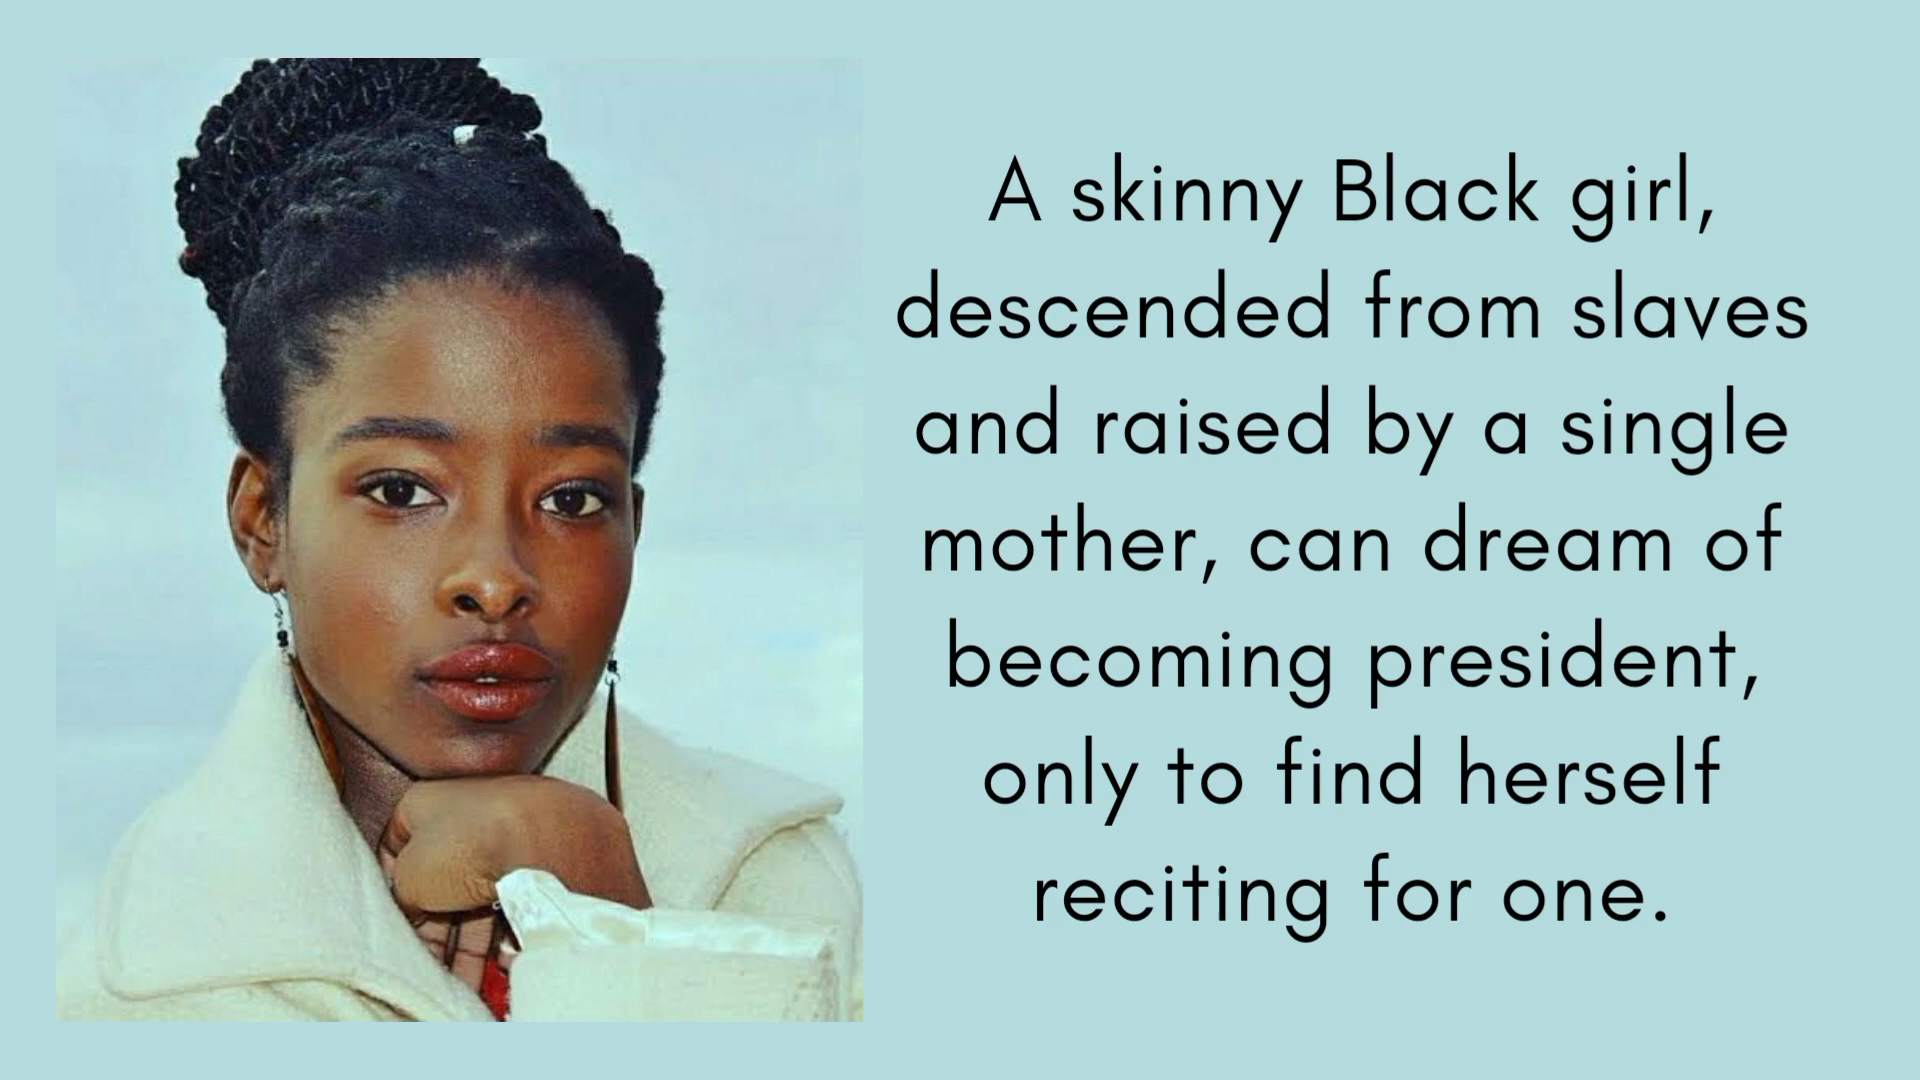 A skinny Black girl,
descended from slaves
and raised by a single
mother, can dream of
becoming president,
only to find herself
reciting for one.